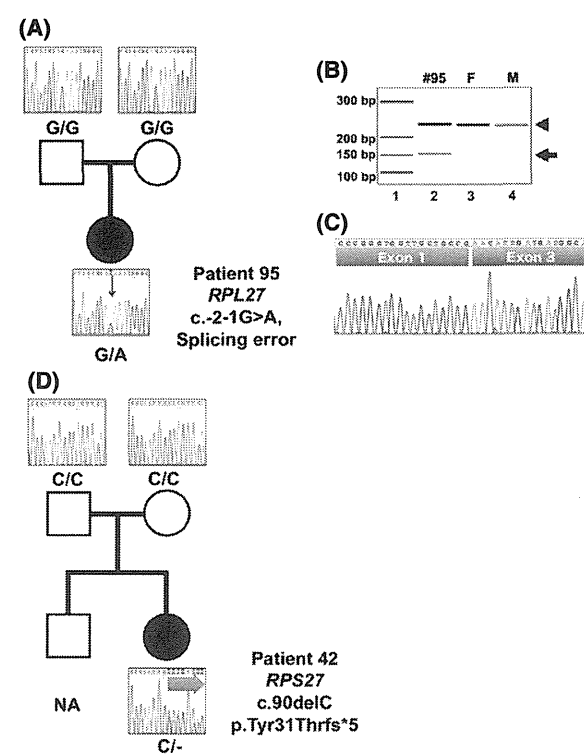 (A)
G/G G/G
Patient 95
RPL27
c.-2-1G>A,
Splicing error
G/A
(B)
#95 F M
300 bp
200 bp
150 bp
100 bp
1 2 3 4
(C)
Exon 1 Exon 3
(D)
C/C C/C
Patient 42
RPS27
c.90delC
p.Tyr31Thrfs*5
NA
C/-